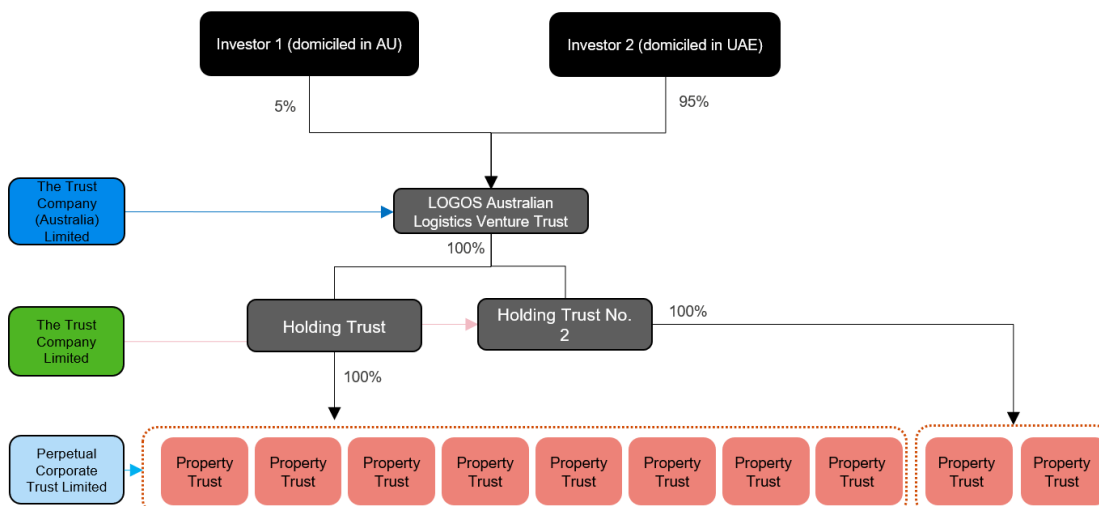 Investor 1 (domiciled in AU)
Investor 2 (domiciled in UAE)
5%
95%
The Trust
Company
(Australia)
Limited
LOGOS Australian
Logistics Venture Trust
100%
The Trust
Company
Limited
Holding Trust
Holding Trust No.
2
100%
100%
Perpetual
Corporate
Trust Limited
Property
Trust
Property
Trust
Property
Trust
Property
Trust
Property
Trust
Property
Trust
Property
Trust
Property
Trust
Property
Trust
Property
Trust